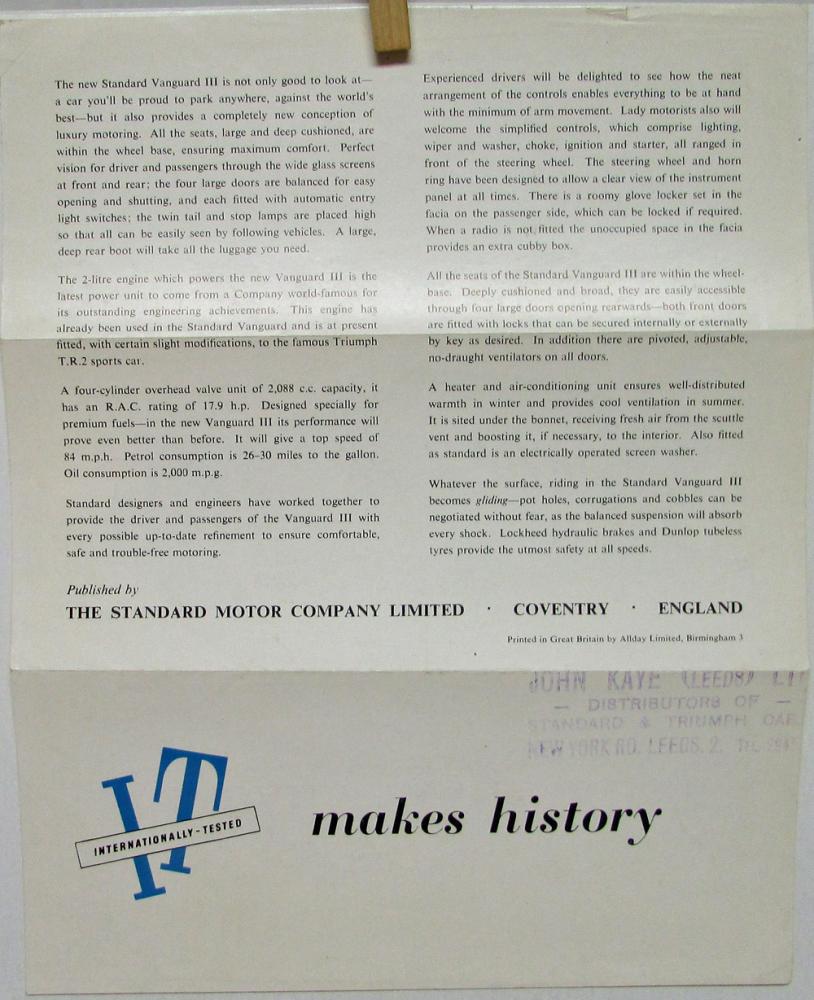 The new Standard Vanguard III is not only good to look at—
a car you'll be proud to park anywhere, against the world's
best—but it also provides a completely new conception of
luxury motoring. All the seats, large and deep cushioned, are
within the wheel base, ensuring maximum comfort. Perfect
vision for driver and passengers through the wide glass screens
at front and rear; the four large doors are balanced for easy
opening and shutting, and each fitted with automatic entry
light switches; the twin tail and stop lamps are placed high
so that all can be easily seen by following vehicles. A large,
deep rear boot will take all the luggage you need.
The 2-litre engine which powers the new Vanguard III is the
latest power unit to come from a Company world-famous for
its outstanding engineering achievements. This engine has
already been used in the Standard Vanguard and is at present
fitted, with certain slight modifications, to the famous Triumph
T.R.2 sports car.
A four-cylinder overhead valve unit of 2,088 c.c. capacity, it
has an R.A.C. rating of 17.9 h.p. Designed specially for
premium fuels—in the new Vanguard III its performance will
prove even better than before. It will give a top speed of
84 m.p.h. Petrol consumption is 26-30 miles to the gallon.
Oil consumption is 2,000 m.p.g.
Standard designers and engineers have worked together to
provide the driver and passengers of the Vanguard III with
every possible up-to-date refinement to ensure comfortable,
safe and trouble-free motoring.
Experienced drivers will be delighted to see how the neat
arrangement of the controls enables everything to be at hand
with the minimum of arm movement. Lady motorists also will
welcome the simplified controls, which comprise lighting,
wiper and washer, choke, ignition and starter, all ranged in
front of the steering wheel. The steering wheel and horn
ring have been designed to allow a clear view of the instrument
panel at all times. There is a roomy glove locker set in the
facia on the passenger side, which can be locked if required.
When a radio is not fitted the unoccupied space in the facia
provides an extra cubby box.
All the seats of the Standard Vanguard III are within the wheel-
base. Deeply cushioned and broad, they are easily accessible
through four large doors opening rearwards—both front doors
are fitted with locks that can be secured internally or externally
by key as desired. In addition there are pivoted, adjustable,
no-draught ventilators on all doors.
A heater and air-conditioning unit ensures well-distributed
warmth in winter and provides cool ventilation in summer.
It is sited under the bonnet, receiving fresh air from the scuttle
vent and boosting it, if necessary, to the interior. Also fitted
as standard is an electrically operated screen washer.
Whatever the surface, riding in the Standard Vanguard III
becomes gliding—pot holes, corrugations and cobbles can be
negotiated without fear, as the balanced suspension will absorb
every shock. Lockheed hydraulic brakes and Dunlop tubeless
tyres provide the utmost safety at all speeds.
Published by
THE STANDARD MOTOR COMPANY LIMITED · COVENTRY · ENGLAND
Printed in Great Britain by Allday Limited, Birmingham 3
JOHN KAYE (LEEDS)
— DISTRIBUTORS OF —
STANDARD & TRIUMPH CAR
NEW YORK RD. LEEDS. 2.
IT
INTERNATIONALLY-TESTED
makes history